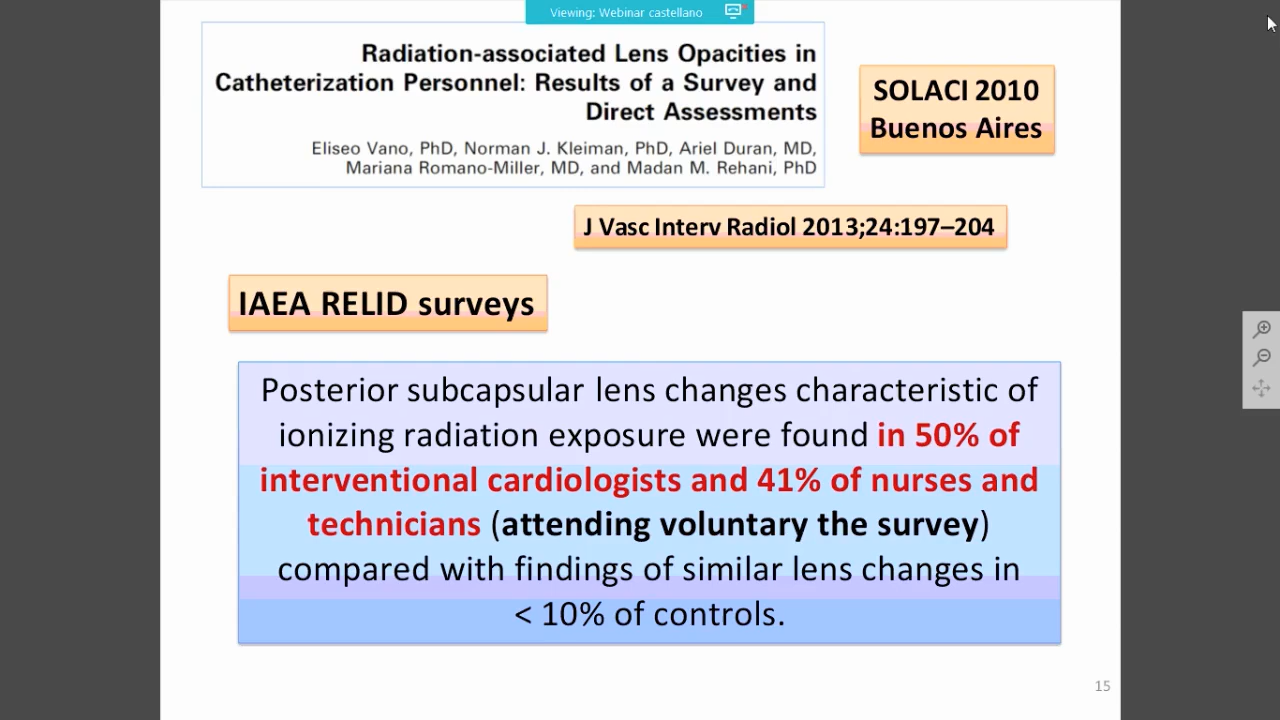 Viewing: Webinar castellano
Radiation-associated Lens Opacities in
Catheterization Personnel: Results of a Survey and
Direct Assessments
Eliseo Vano, PhD, Norman J. Kleiman, PhD, Ariel Duran, MD,
Mariana Romano-Miller, MD, and Madan M. Rehani, PhD
SOLACI 2010
Buenos Aires
J Vasc Interv Radiol 2013;24:197–204
IAEA RELID surveys
Posterior subcapsular lens changes characteristic of
ionizing radiation exposure were found in 50% of
interventional cardiologists and 41% of nurses and
technicians (attending voluntary the survey)
compared with findings of similar lens changes in
< 10% of controls.
15